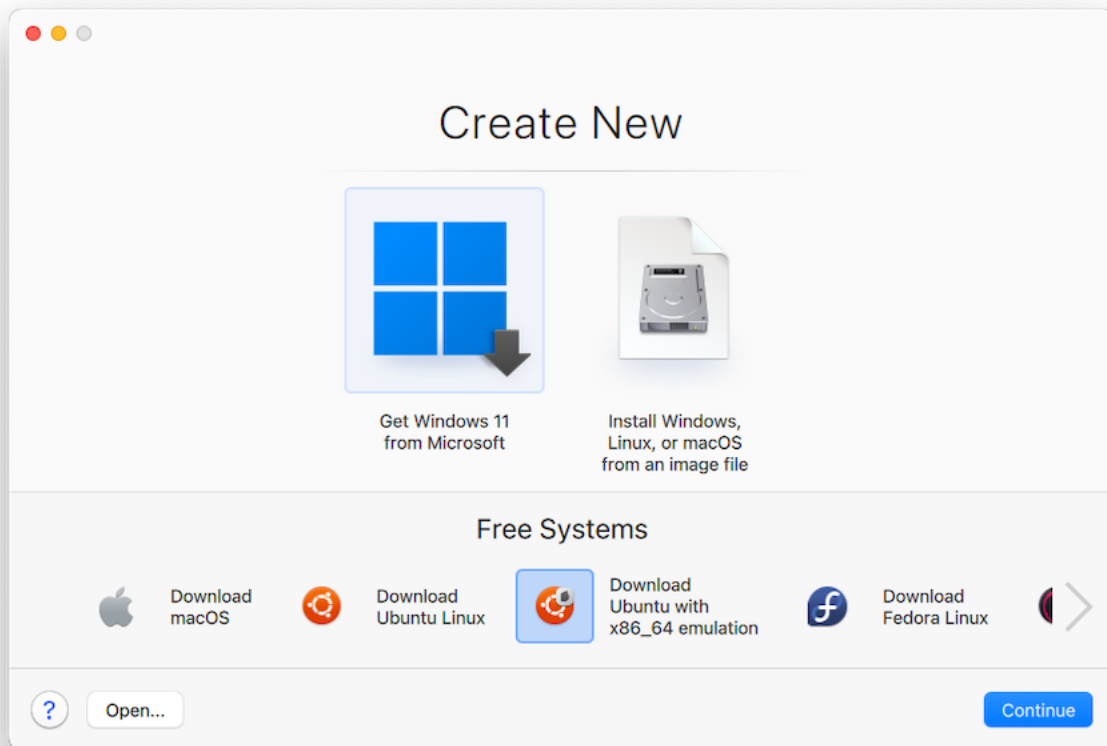 Create New
Get Windows 11
from Microsoft
Install Windows,
Linux, or macOS
from an image file
Free Systems
Download
macOS
Download
Ubuntu Linux
Download
Ubuntu with
x86_64 emulation
Download
Fedora Linux
?
Open...
Continue